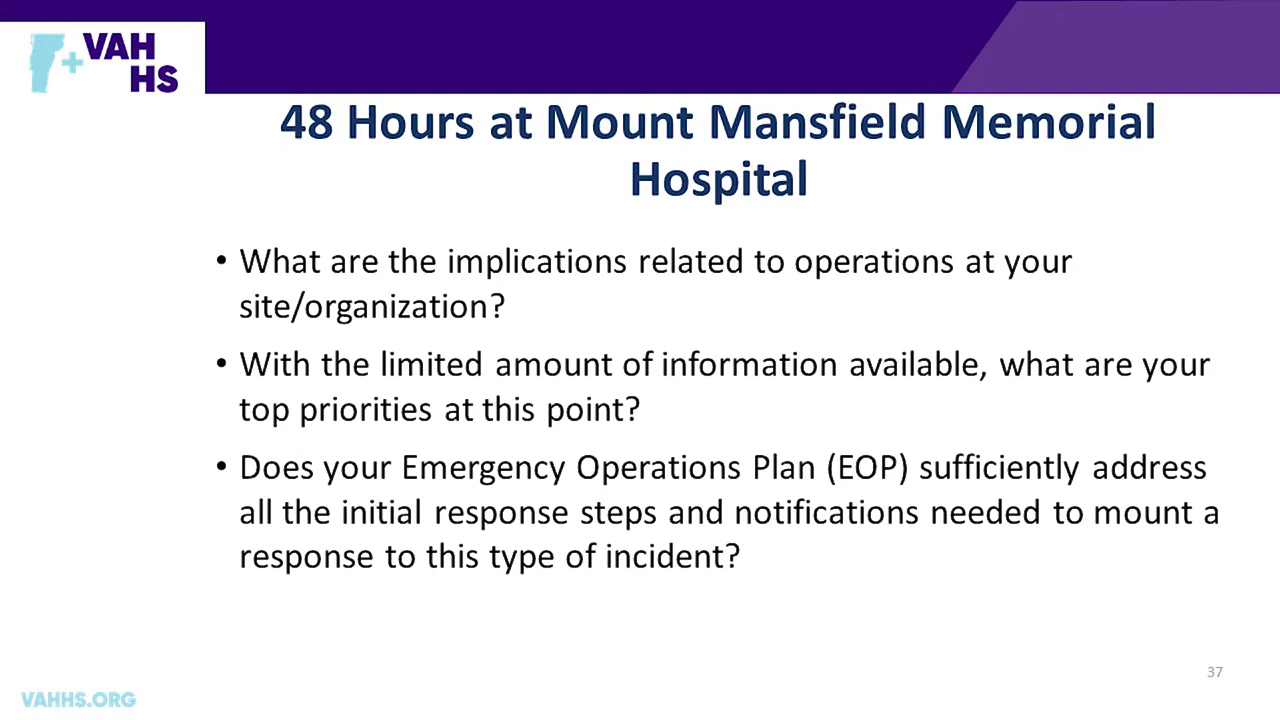 VAH
HS
48 Hours at Mount Mansfield Memorial
Hospital
• What are the implications related to operations at your
site/organization?
• With the limited amount of information available, what are your
top priorities at this point?
• Does your Emergency Operations Plan (EOP) sufficiently address
all the initial response steps and notifications needed to mount a
response to this type of incident?
37
VAHHS.ORG